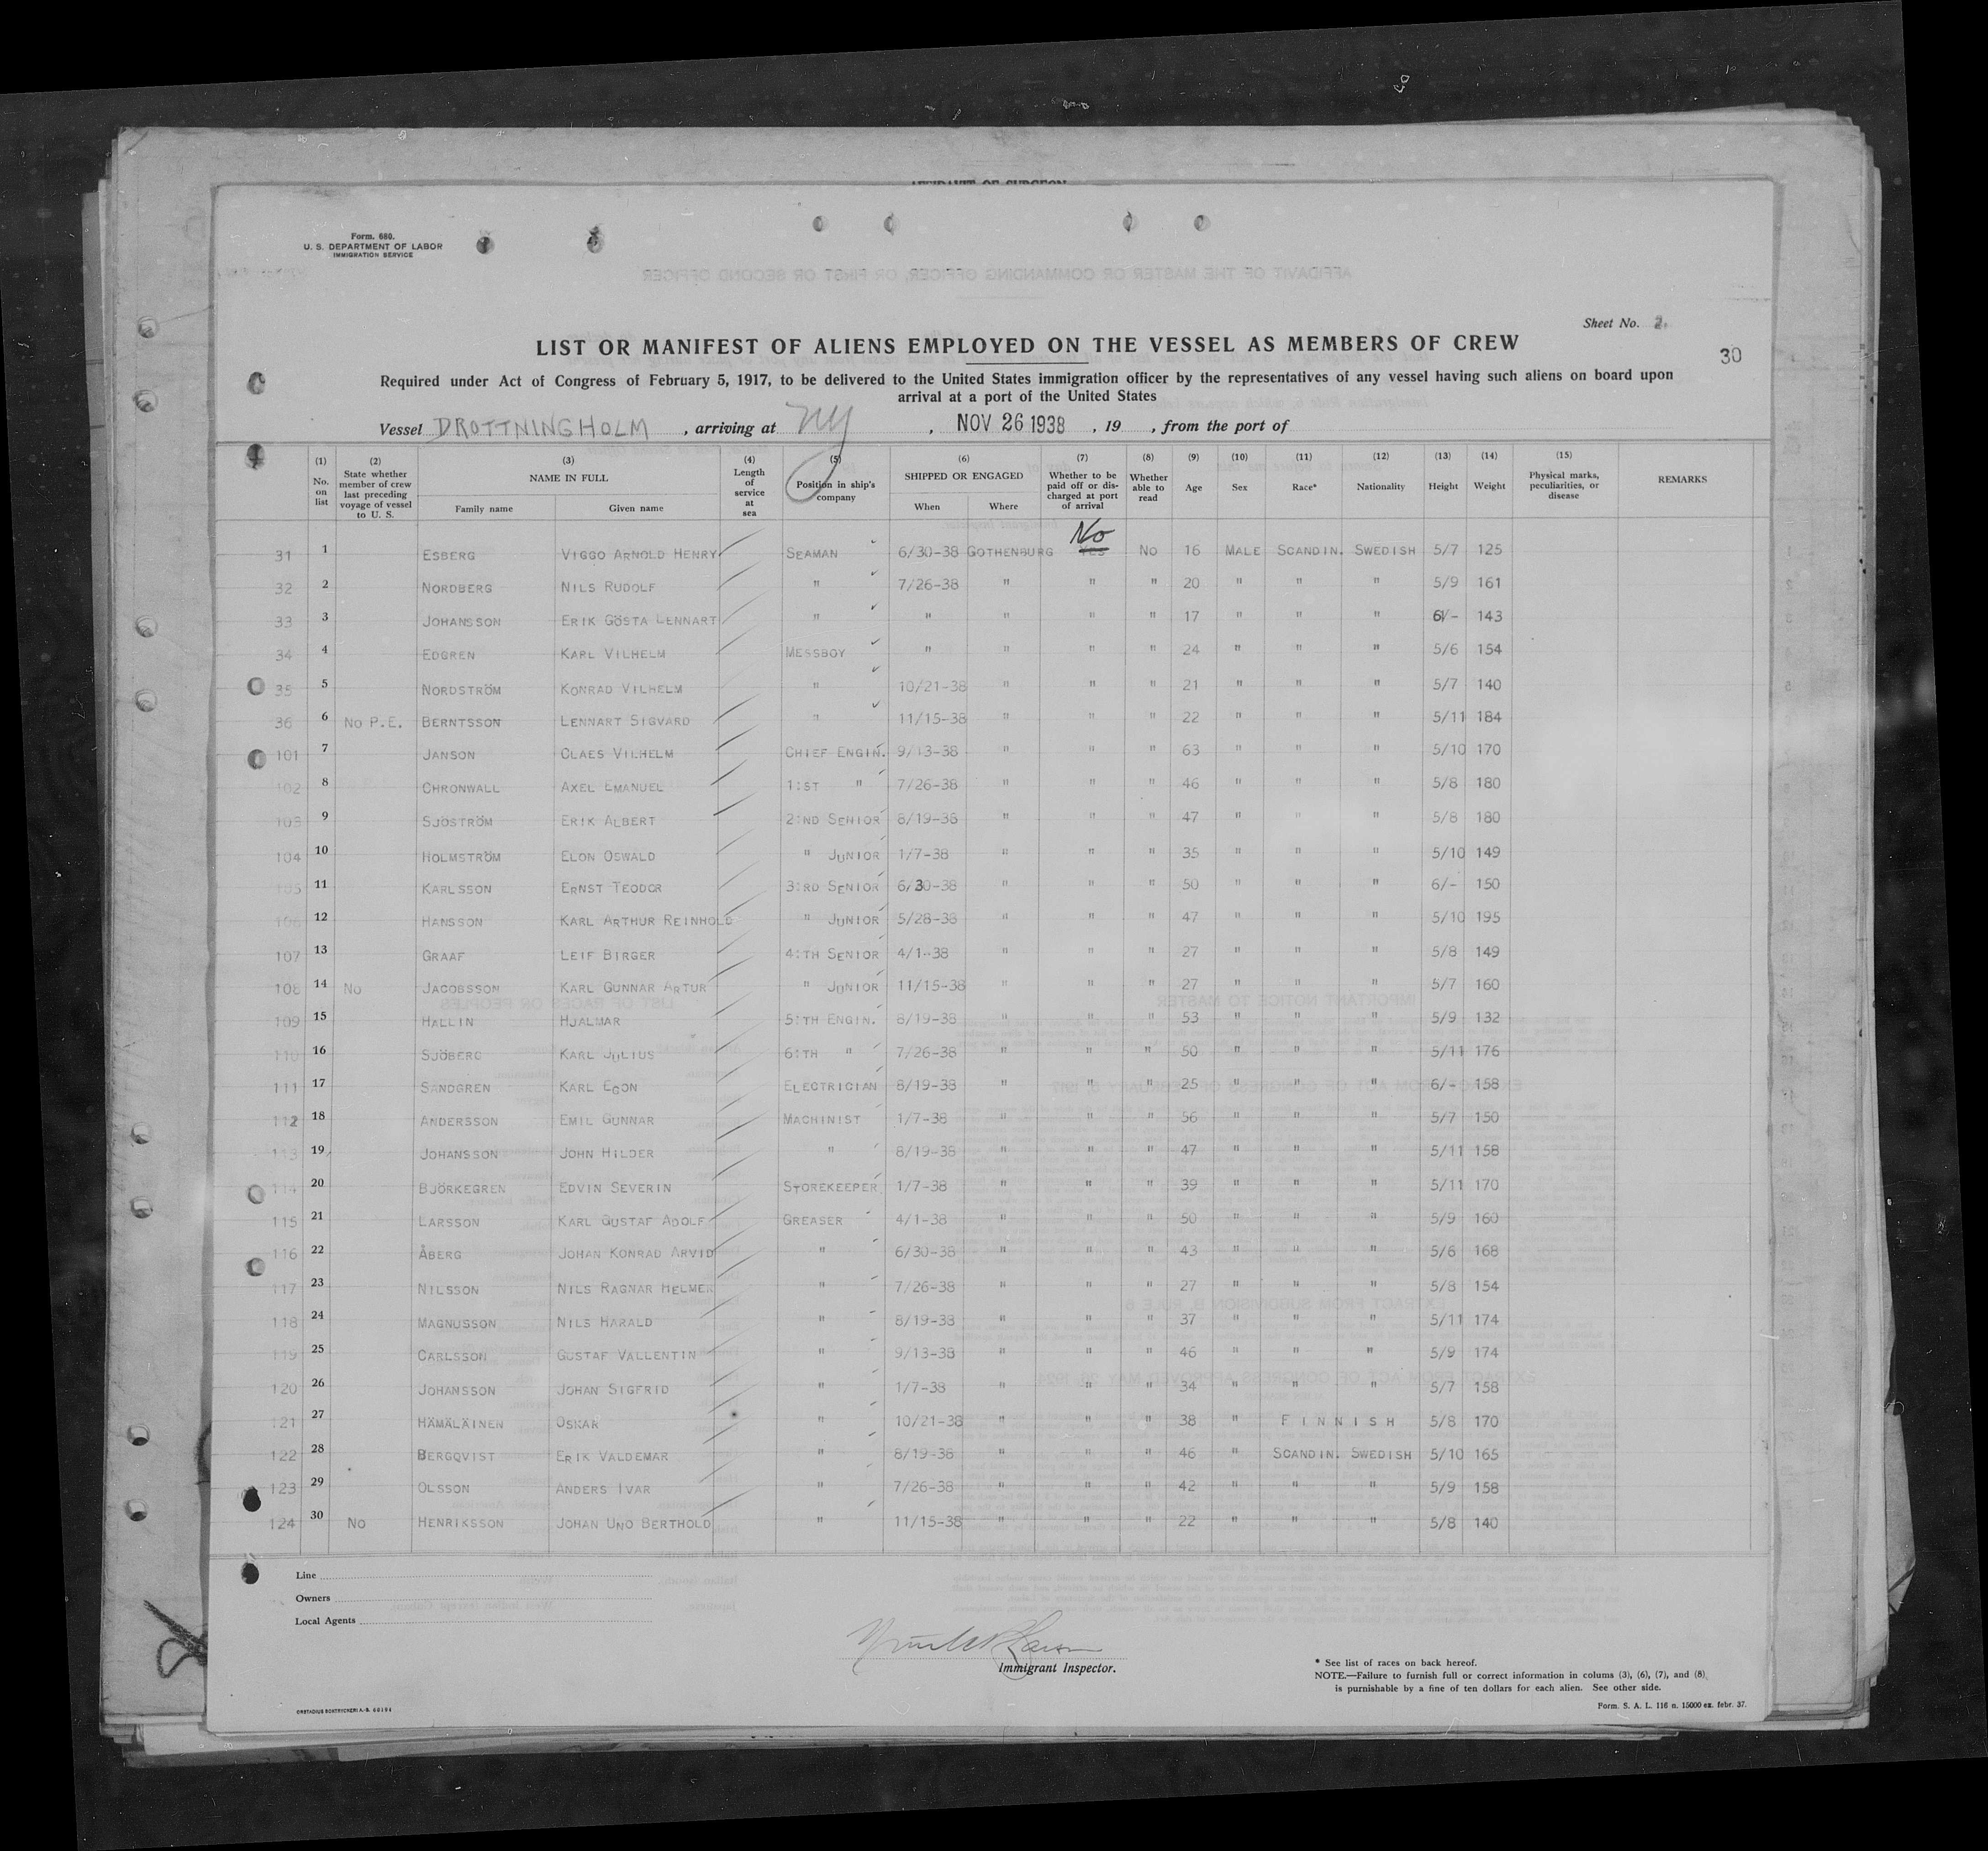 AFFIDAVIT OF SURGEON
Form. 680.
U. S. DEPARTMENT OF LABOR
IMMIGRATION SERVICE
Sheet No. 2.
LIST OR MANIFEST OF ALIENS EMPLOYED ON THE VESSEL AS MEMBERS OF CREW
30
Required under Act of Congress of February 5, 1917, to be delivered to the United States immigration officer by the representatives of any vessel having such aliens on board upon
arrival at a port of the United States
Vessel DROTTNINGHOLM , arriving at NY , NOV 26 1938 , 19 , from the port of
(1) No. on list (2) State whether member of crew last preceding voyage of vessel to U. S. (3) NAME IN FULL Family name Given name (4) Length of service at sea (5) Position in ship's company (6) SHIPPED OR ENGAGED When Where (7) Whether to be paid off or discharged at port of arrival (8) Whether able to read (9) Age (10) Sex (11) Race* (12) Nationality (13) Height (14) Weight (15) Physical marks, peculiarities, or disease REMARKS
No
31 1 ESBERG VIGGO ARNOLD HENRY SEAMAN 6/30-38 GOTHENBURG YES No 16 MALE SCANDIN. SWEDISH 5/7 125
32 2 NORDBERG NILS RUDOLF " 7/26-38 " " " 20 " " " 5/9 161
33 3 JOHANSSON ERIK GÖSTA LENNART " " " " " 17 " " " 6/- 143
34 4 EDGREN KARL VILHELM MESSBOY " " " " 24 " " " 5/6 154
35 5 NORDSTRÖM KONRAD VILHELM " 10/21-38 " " " 21 " " " 5/7 140
36 6 No P.E. BERNTSSON LENNART SIGVARD " 11/15-38 " " " 22 " " " 5/11 184
101 7 JANSON CLAES VILHELM CHIEF ENGIN. 9/13-38 " " " 63 " " " 5/10 170
102 8 CHRONWALL AXEL EMANUEL 1:ST " 7/26-38 " " " 46 " " " 5/8 180
103 9 SJÖSTRÖM ERIK ALBERT 2:ND SENIOR 8/19-38 " " " 47 " " " 5/8 180
104 10 HOLMSTRÖM ELON OSWALD " JUNIOR 1/7-38 " " " 35 " " " 5/10 149
105 11 KARLSSON ERNST TEODOR 3:RD SENIOR 6/30-38 " " " 50 " " " 6/- 150
106 12 HANSSON KARL ARTHUR REINHOLD " JUNIOR 5/28-38 " " " 47 " " " 5/10 195
107 13 GRAAF LEIF BIRGER 4:TH SENIOR 4/1-38 " " " 27 " " " 5/8 149
108 14 No JACOBSSON KARL GUNNAR ARTUR " JUNIOR 11/15-38 " " " 27 " " " 5/7 160
109 15 HALLIN HJALMAR 5:TH ENGIN. 8/19-38 " " " 53 " " " 5/9 132
110 16 SJÖBERG KARL JULIUS 6:TH " 7/26-38 " " " 50 " " " 5/11 176
111 17 SANDGREN KARL EGON ELECTRICIAN 8/19-38 " " " 25 " " " 6/- 158
112 18 ANDERSSON EMIL GUNNAR MACHINIST 1/7-38 " " " 56 " " " 5/7 150
113 19 JOHANSSON JOHN HILDER " 8/19-38 " " " 47 " " " 5/11 158
114 20 BJÖRKEGREN EDVIN SEVERIN STOREKEEPER 1/7-38 " " " 39 " " " 5/11 170
115 21 LARSSON KARL GUSTAF ADOLF GREASER 4/1-38 " " " 50 " " " 5/9 160
116 22 ÅBERG JOHAN KONRAD ARVID " 6/30-38 " " " 43 " " " 5/6 168
117 23 NILSSON NILS RAGNAR HELMER " 7/26-38 " " " 27 " " " 5/8 154
118 24 MAGNUSSON NILS HARALD " 8/19-38 " " " 37 " " " 5/11 174
119 25 CARLSSON GUSTAF VALLENTIN " 9/13-38 " " " 46 " " " 5/9 174
120 26 JOHANSSON JOHAN SIGFRID " 1/7-38 " " " 34 " " " 5/7 158
121 27 HÄMÄLÄINEN OSKAR " 10/21-38 " " " 38 " FINNISH 5/8 170
122 28 BERGQVIST ERIK VALDEMAR " 8/19-38 " " " 46 " SCANDIN. SWEDISH 5/10 165
123 29 OLSSON ANDERS IVAR " 7/26-38 " " " 42 " " " 5/9 158
124 30 No HENRIKSSON JOHAN UNO BERTHOLD " 11/15-38 " " " 22 " " " 5/8 140
Line
Owners
Local Agents
Immigrant Inspector.
* See list of races on back hereof.
NOTE.—Failure to furnish full or correct information in colums (3), (6), (7), and (8)
is punishable by a fine of ten dollars for each alien. See other side.
Form. S. A. L. 116 n. 15000 ex. febr. 37.